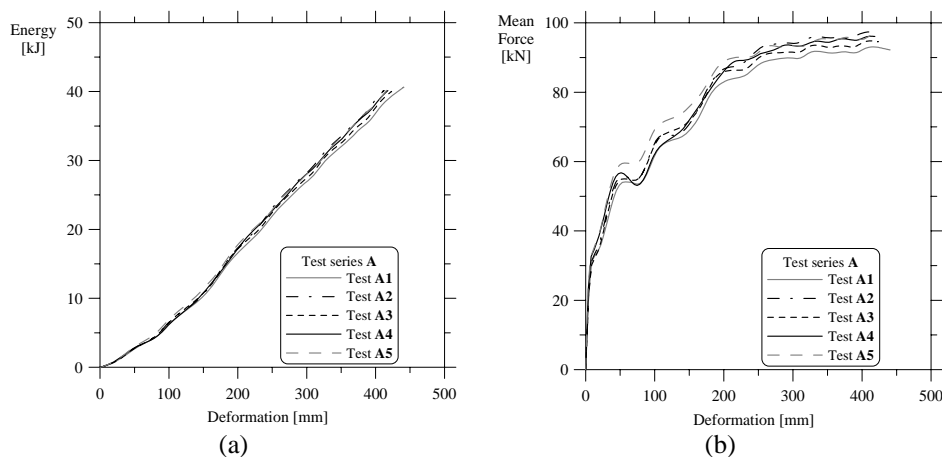 Energy
[kJ]
50
40
30
20
10
0
0 100 200 300 400 500
Deformation [mm]
Test series A
Test A1
Test A2
Test A3
Test A4
Test A5
(a)
Mean
Force
[kN]
100
80
60
40
20
0
0 100 200 300 400 500
Deformation [mm]
Test series A
Test A1
Test A2
Test A3
Test A4
Test A5
(b)